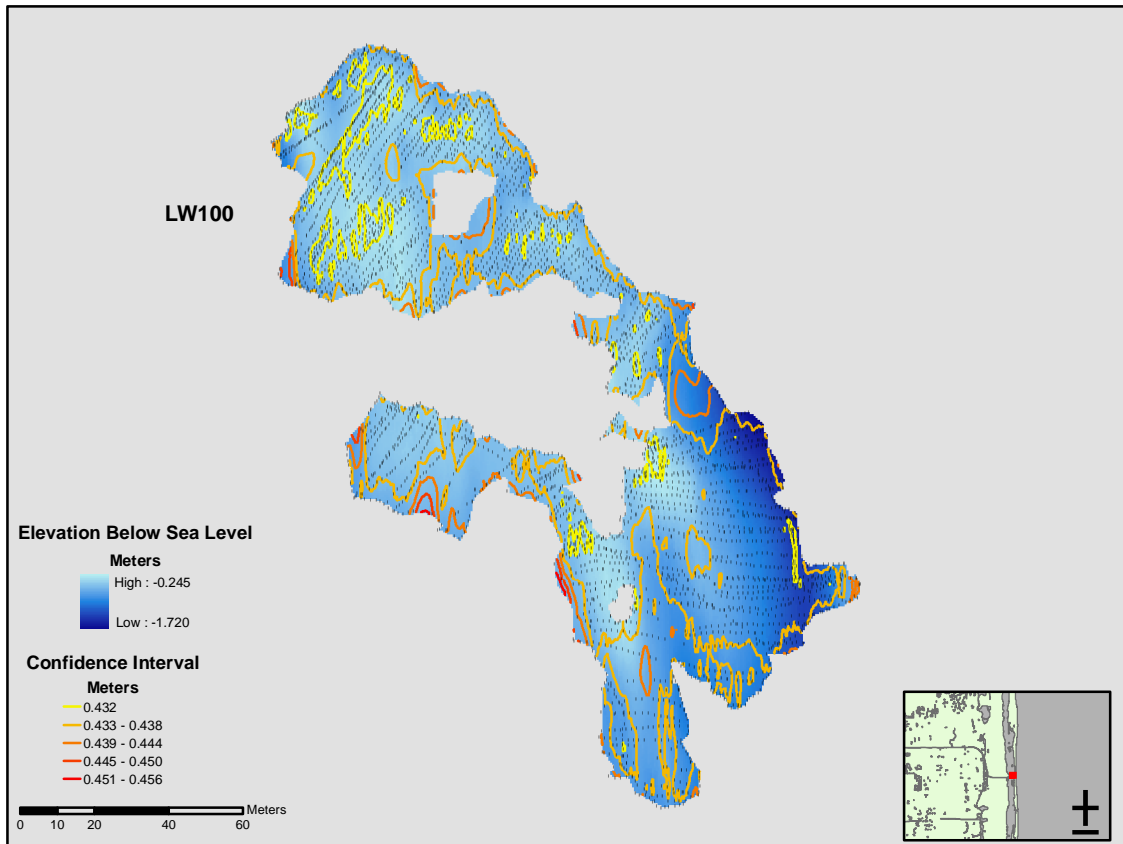 LW100
Elevation Below Sea Level
Meters
High : -0.245
Low : -1.720
Confidence Interval
Meters
0.432
0.433 - 0.438
0.439 - 0.444
0.445 - 0.450
0.451 - 0.456
Meters
0 10 20 40 60